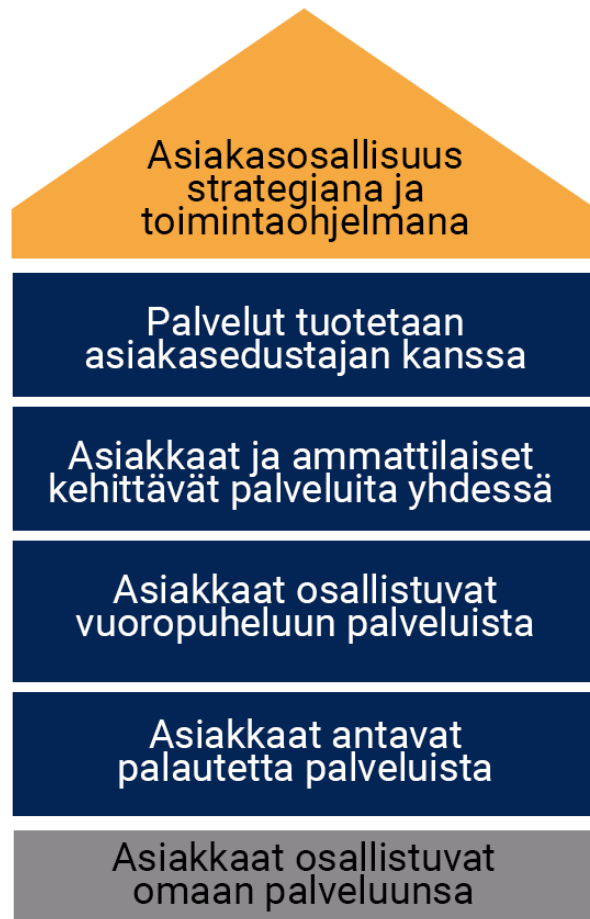 Asiakasosallisuus
strategiana ja
toimintaohjelmana
Palvelut tuotetaan
asiakasedustajan kanssa
Asiakkaat ja ammattilaiset
kehittävät palveluita yhdessä
Asiakkaat osallistuvat
vuoropuheluun palveluista
Asiakkaat antavat
palautetta palveluista
Asiakkaat osallistuvat
omaan palveluunsa